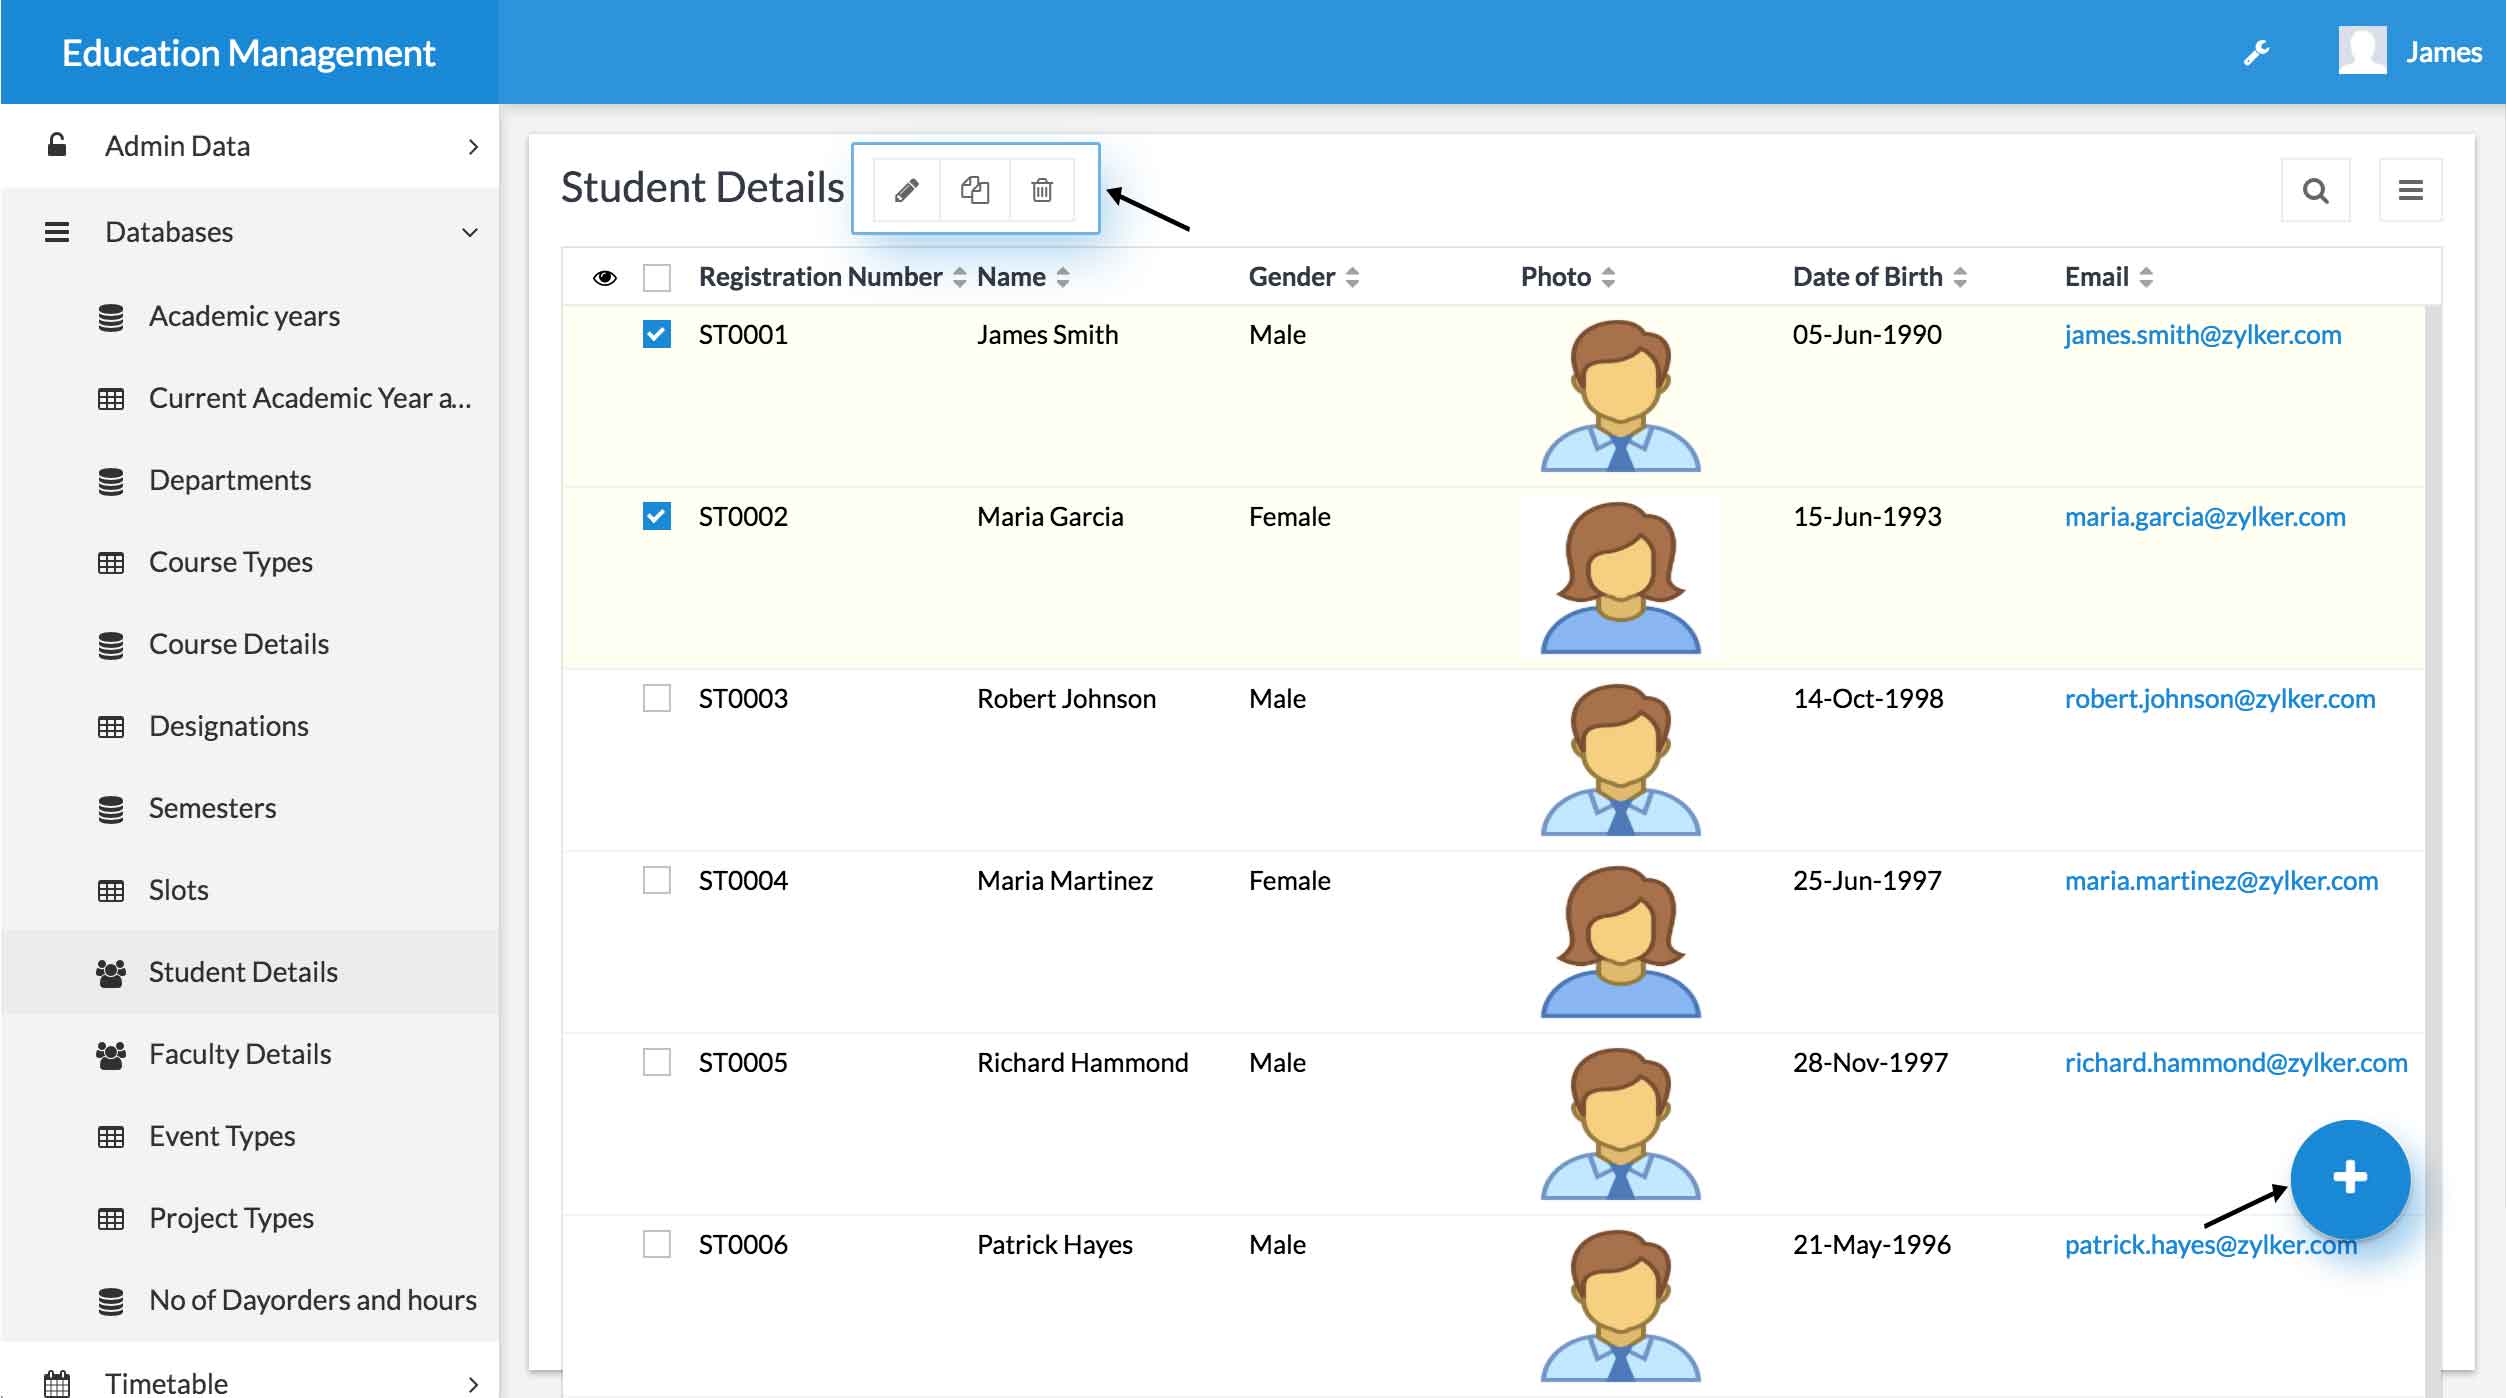 Education Management
James
Admin Data
Databases
Academic years
Current Academic Year a...
Departments
Course Types
Course Details
Designations
Semesters
Slots
Student Details
Faculty Details
Event Types
Project Types
No of Dayorders and hours
Timetable
Student Details
Registration Number Name Gender Photo Date of Birth Email
ST0001 James Smith Male 05-Jun-1990 james.smith@zylker.com
ST0002 Maria Garcia Female 15-Jun-1993 maria.garcia@zylker.com
ST0003 Robert Johnson Male 14-Oct-1998 robert.johnson@zylker.com
ST0004 Maria Martinez Female 25-Jun-1997 maria.martinez@zylker.com
ST0005 Richard Hammond Male 28-Nov-1997 richard.hammond@zylker.com
ST0006 Patrick Hayes Male 21-May-1996 patrick.hayes@zylker.com